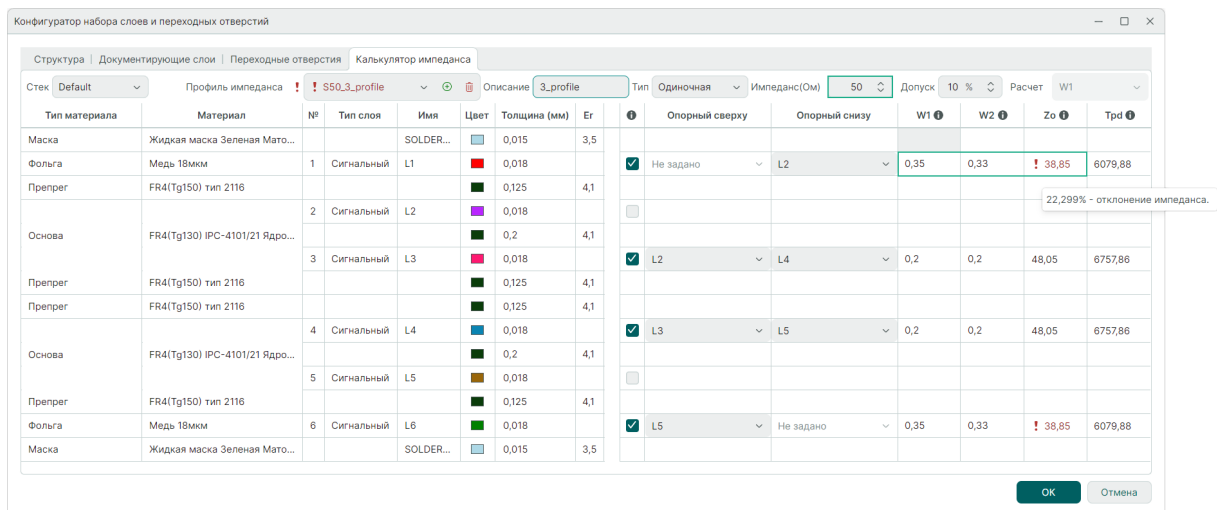 Конфигуратор набора слоев и переходных отверстий
Структура | Документирующие слои | Переходные отверстия Калькулятор импеданса
Стек Default Профиль импеданса ! ! S50_3_profile Описание 3_profile Тип Одиночная Импеданс(Ом) 50 Допуск 10 % Расчет W1
Тип материала Материал № Тип слоя Имя Цвет Толщина (мм) Er Опорный сверху Опорный снизу W1 W2 Zo Tpd
Маска Жидкая маска Зеленая Мато... SOLDER... 0,015 3,5
Фольга Медь 18мкм 1 Сигнальный L1 0,018 Не задано L2 0,35 0,33 ! 38,85 6079,88
Препрег FR4(Tg150) тип 2116 0,125 4,1
22,299% - отклонение импеданса.
2 Сигнальный L2 0,018
Основа FR4(Tg130) IPC-4101/21 Ядро... 0,2 4,1
3 Сигнальный L3 0,018 L2 L4 0,2 0,2 48,05 6757,86
Препрег FR4(Tg150) тип 2116 0,125 4,1
Препрег FR4(Tg150) тип 2116 0,125 4,1
4 Сигнальный L4 0,018 L3 L5 0,2 0,2 48,05 6757,86
Основа FR4(Tg130) IPC-4101/21 Ядро... 0,2 4,1
5 Сигнальный L5 0,018
Препрег FR4(Tg150) тип 2116 0,125 4,1
Фольга Медь 18мкм 6 Сигнальный L6 0,018 L5 Не задано 0,35 0,33 ! 38,85 6079,88
Маска Жидкая маска Зеленая Мато... SOLDER... 0,015 3,5
ОК Отмена